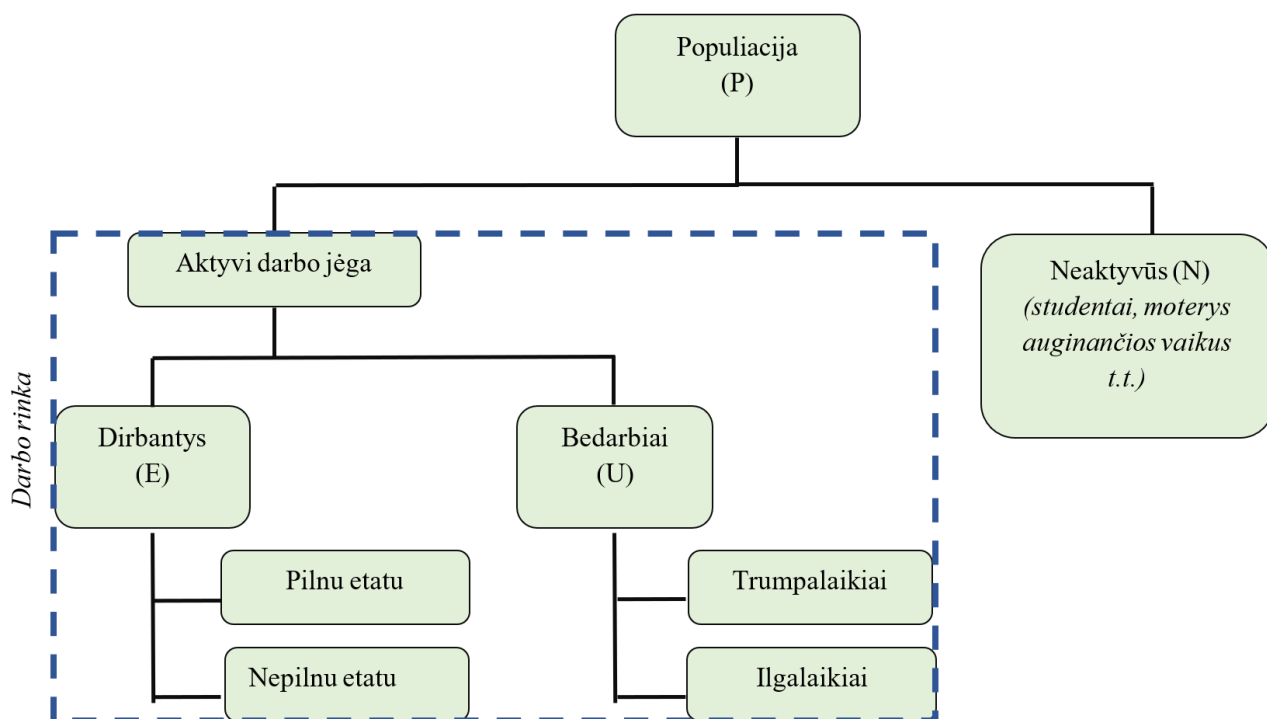 Populiacija
(P)
Aktyvi darbo jėga
Neaktyvūs (N)
(studentai, moterys
auginančios vaikus
t.t.)
Darbo rinka
Dirbantys
(E)
Bedarbiai
(U)
Pilnu etatu
Trumpalaikiai
Nepilnu etatu
Ilgalaikiai